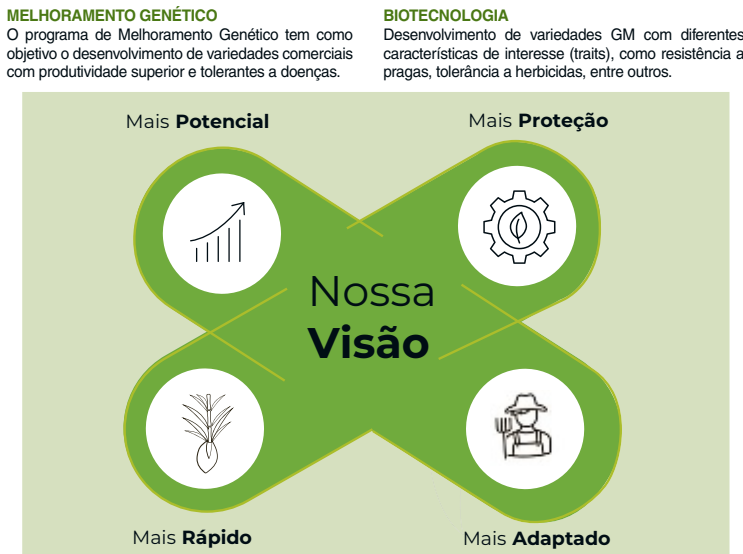 MELHORAMENTO GENÉTICO
O programa de Melhoramento Genético tem como
objetivo o desenvolvimento de variedades comerciais
com produtividade superior e tolerantes a doenças.
BIOTECNOLOGIA
Desenvolvimento de variedades GM com diferentes
características de interesse (traits), como resistência a
pragas, tolerância a herbicidas, entre outros.
Mais Potencial
Mais Proteção
Nossa
Visão
Mais Rápido
Mais Adaptado